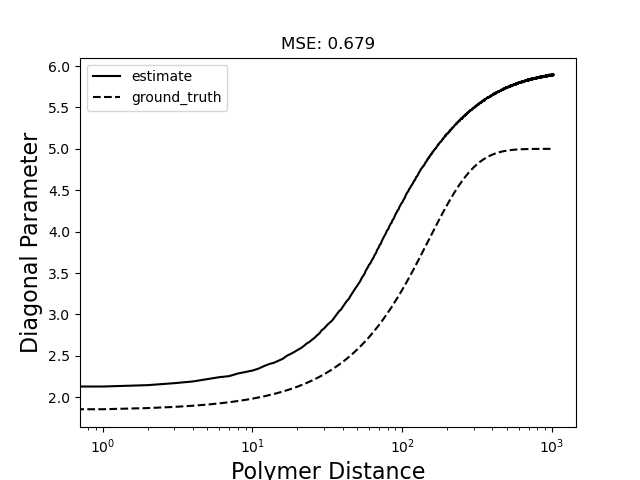 MSE: 0.679
estimate
ground_truth
Diagonal Parameter
6.0
5.5
5.0
4.5
4.0
3.5
3.0
2.5
2.0
10⁰ 10¹ 10² 10³
Polymer Distance